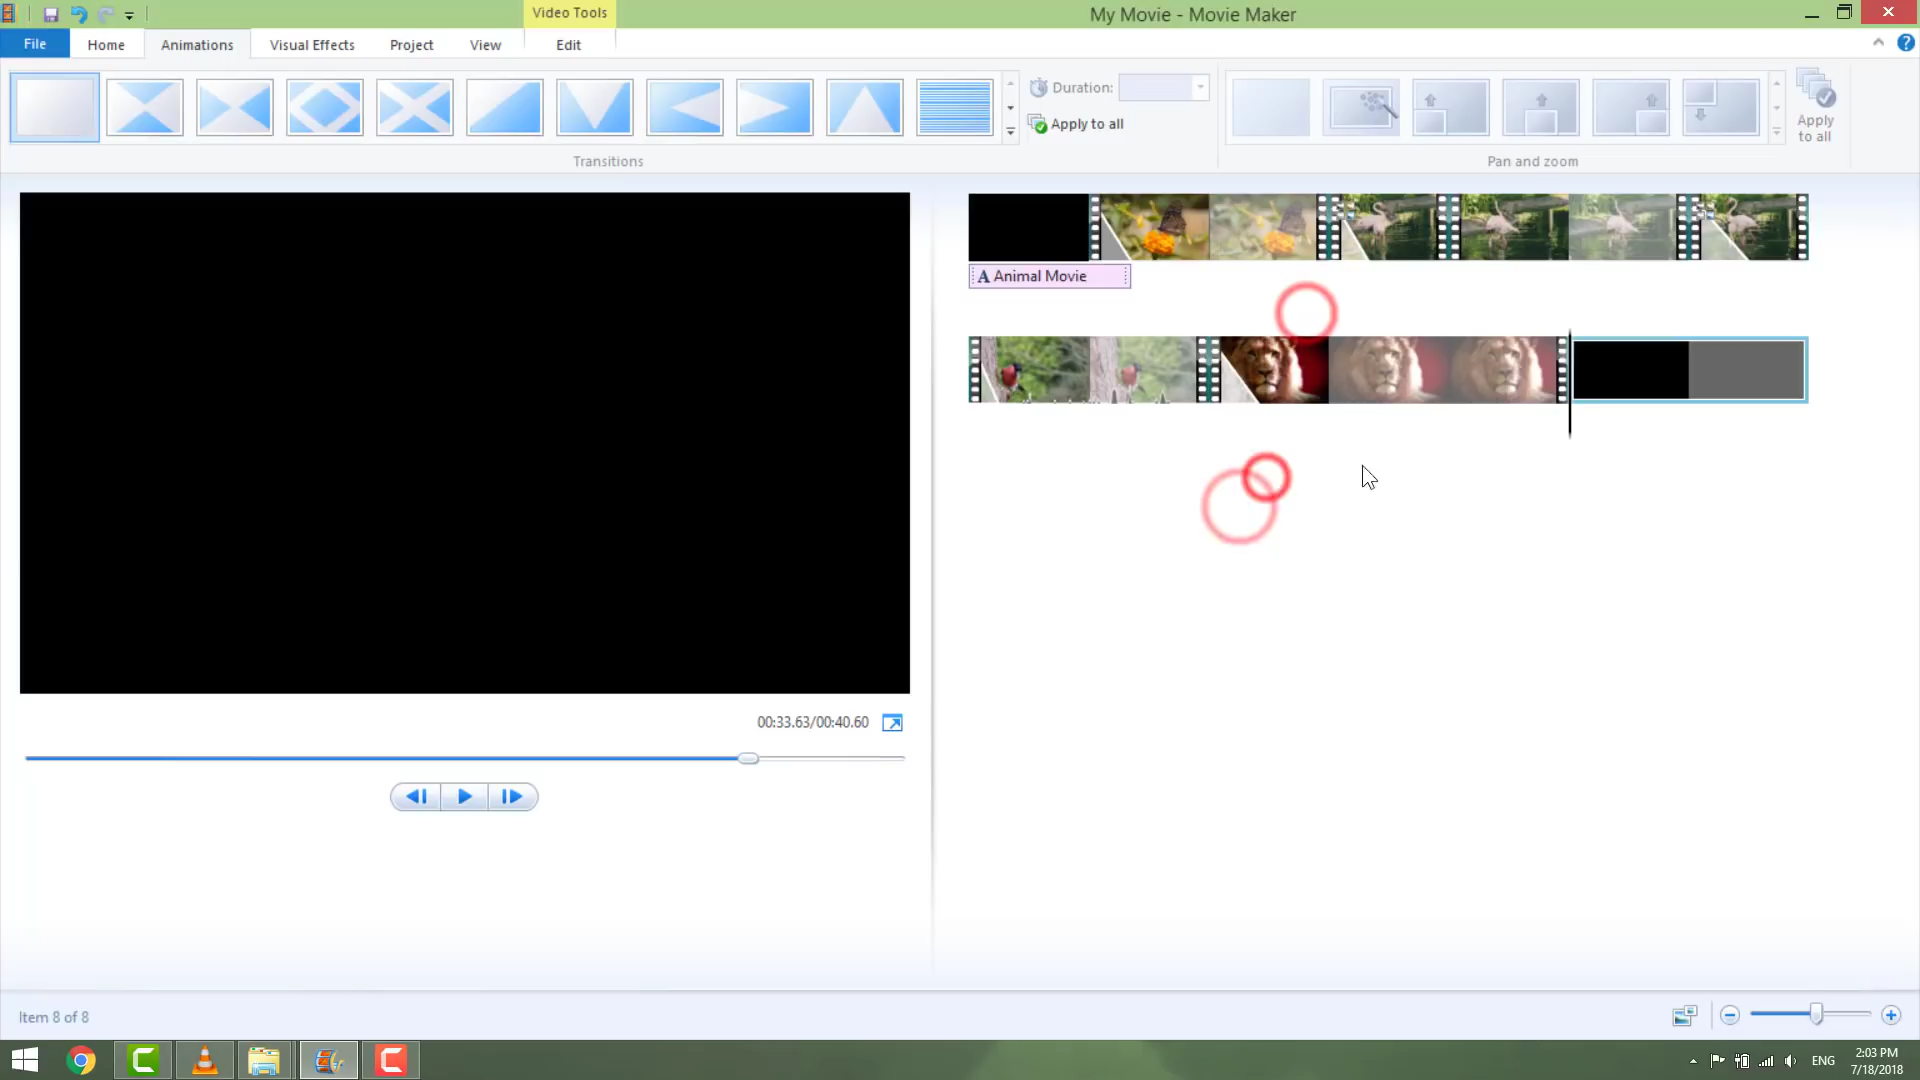 Video Tools
My Movie - Movie Maker
File
Home
Animations
Visual Effects
Project
View
Edit
Duration:
Apply to all
Apply
to all
Transitions
Pan and zoom
A Animal Movie
00:33.63/00:40.60
Item 8 of 8
ENG
2:03 PM
7/18/2018